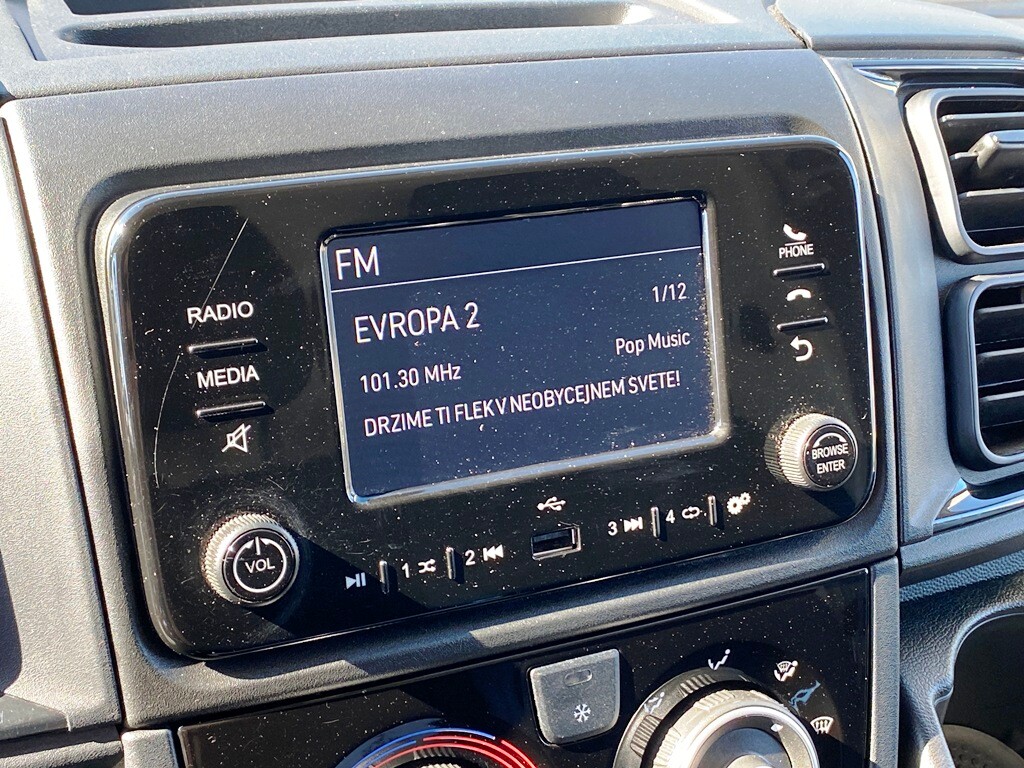 FM
EVROPA 2
1/12
101.30 MHz
Pop Music
DRZIME TI FLEK V NEOBYCEJNEM SVETE!
RADIO
MEDIA
PHONE
BROWSE
ENTER
VOL
1
2
3
4